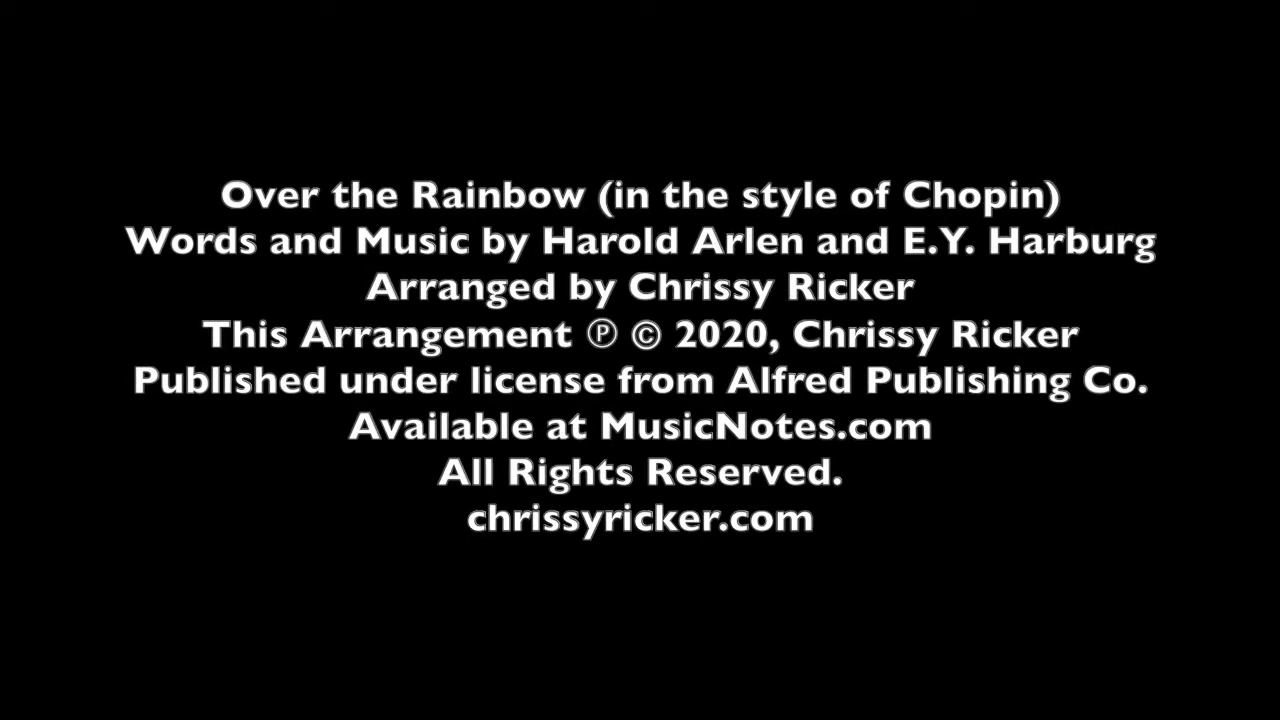 Over the Rainbow (in the style of Chopin)
Words and Music by Harold Arlen and E.Y. Harburg
Arranged by Chrissy Ricker
This Arrangement ℗ © 2020, Chrissy Ricker
Published under license from Alfred Publishing Co.
Available at MusicNotes.com
All Rights Reserved.
chrissyricker.com